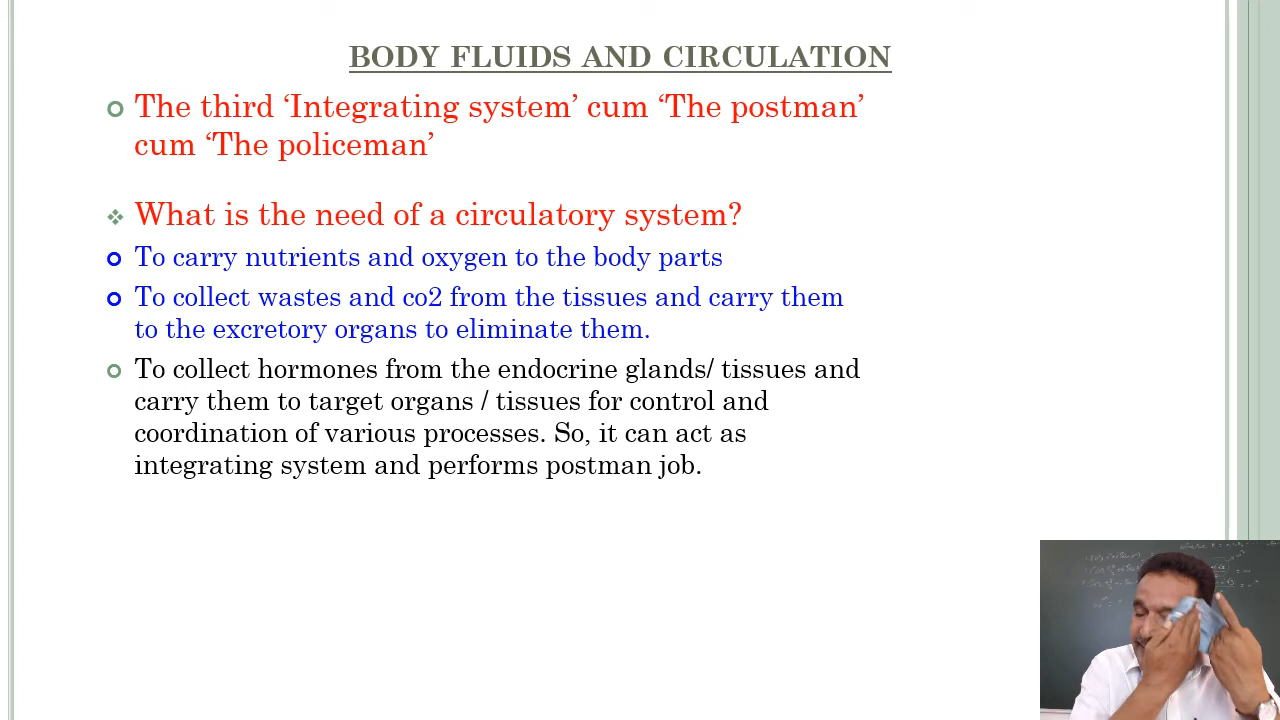 BODY FLUIDS AND CIRCULATION
The third ‘Integrating system’ cum ‘The postman’
cum ‘The policeman’
What is the need of a circulatory system?
To carry nutrients and oxygen to the body parts
To collect wastes and co2 from the tissues and carry them
to the excretory organs to eliminate them.
To collect hormones from the endocrine glands/ tissues and
carry them to target organs / tissues for control and
coordination of various processes. So, it can act as
integrating system and performs postman job.